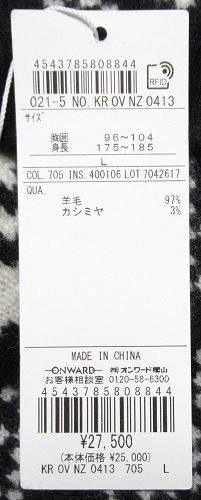 4543785808844
RFID
021-5 NO. KR OV NZ 0413
サイズ
胸囲 96～104
身長 175～185
L
COL. 705 INS. 400106 LOT 7042617
QUA.
羊毛 97%
カシミヤ 3%
MADE IN CHINA
ONWARD ㈱オンワード樫山
お客様相談室 0120-58-6300
4543785808844
¥27,500
(本体価格 ¥25,000)
KR OV NZ 0413 705 L